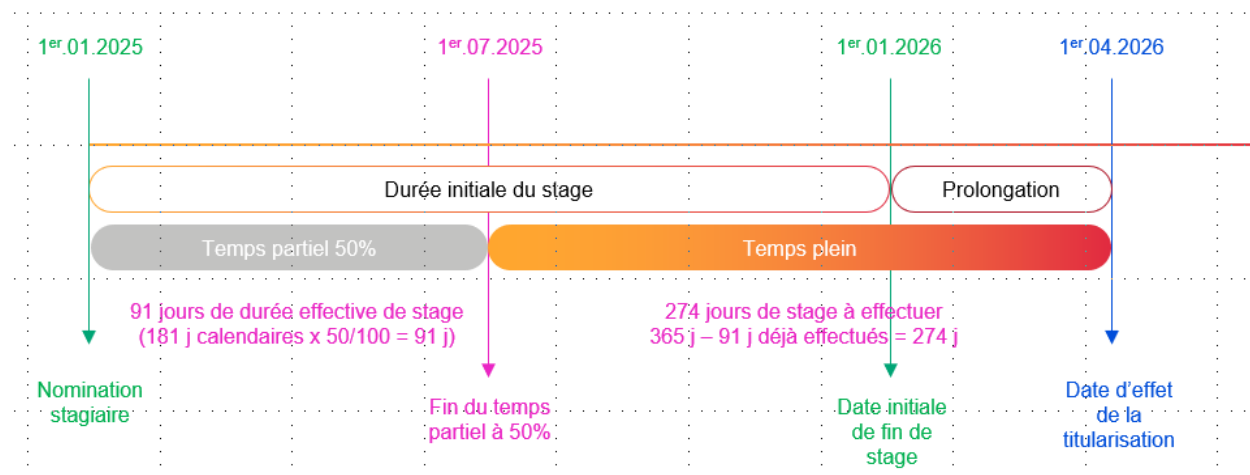 1er.01.2025
1er.07.2025
1er.01.2026
1er.04.2026
Durée initiale du stage
Prolongation
Temps partiel 50%
Temps plein
91 jours de durée effective de stage
(181 j calendaires x 50/100 = 91 j)
274 jours de stage à effectuer
365 j – 91 j déjà effectués = 274 j
Nomination
stagiaire
Fin du temps
partiel à 50%
Date initiale
de fin de
stage
Date d’effet
de la
titularisation